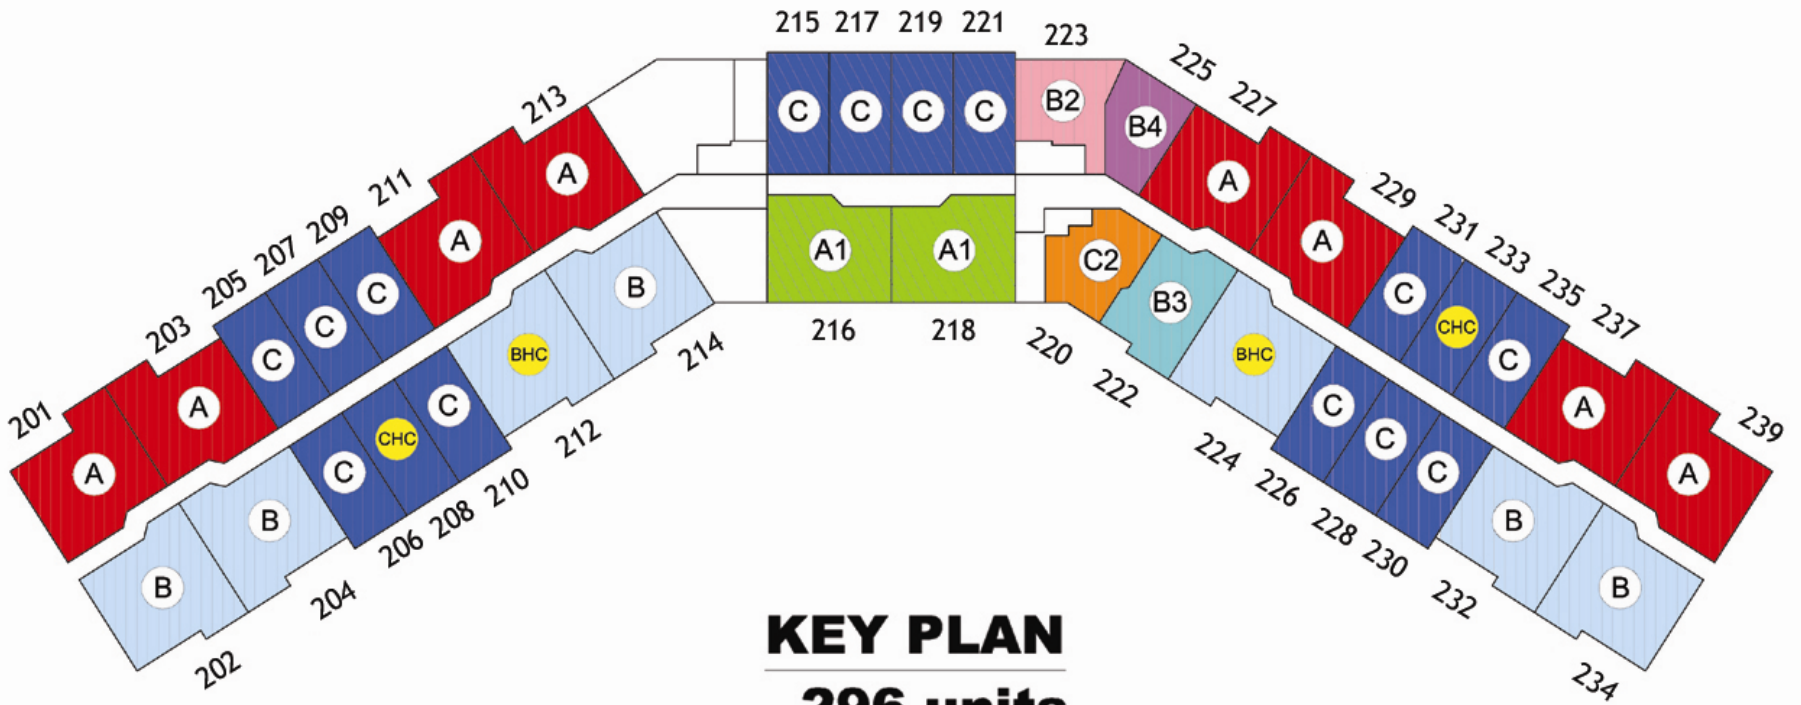 215 217 219 221
223
225
227
213
C C C C
B2
B4
A
A
211
229
209
231
207
233
205
235
203
237
201
239
A
A
A
A
C
C
C
A1 A1
C2
B3
B
BHC
BHC
C
CHC
C
A
A
216 218
220
214
222
212
224
210
226
208
228
206
230
204
232
202
234
C
CHC
C
B
B
C
C
C
B
B
KEY PLAN
296 units